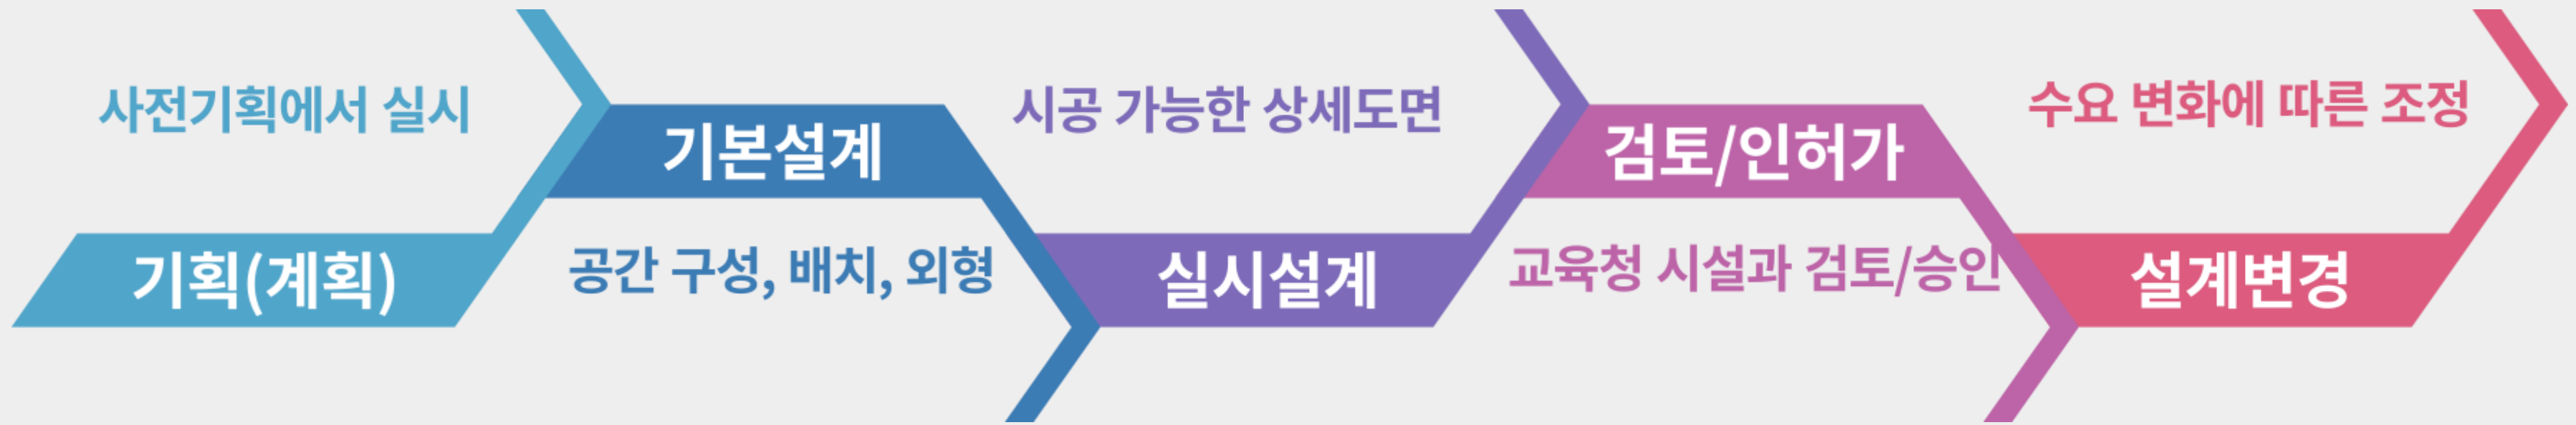 사전기획에서 실시
기획(계획)
기본설계
공간 구성, 배치, 외형
시공 가능한 상세도면
실시설계
검토/인허가
교육청 시설과 검토/승인
수요 변화에 따른 조정
설계변경